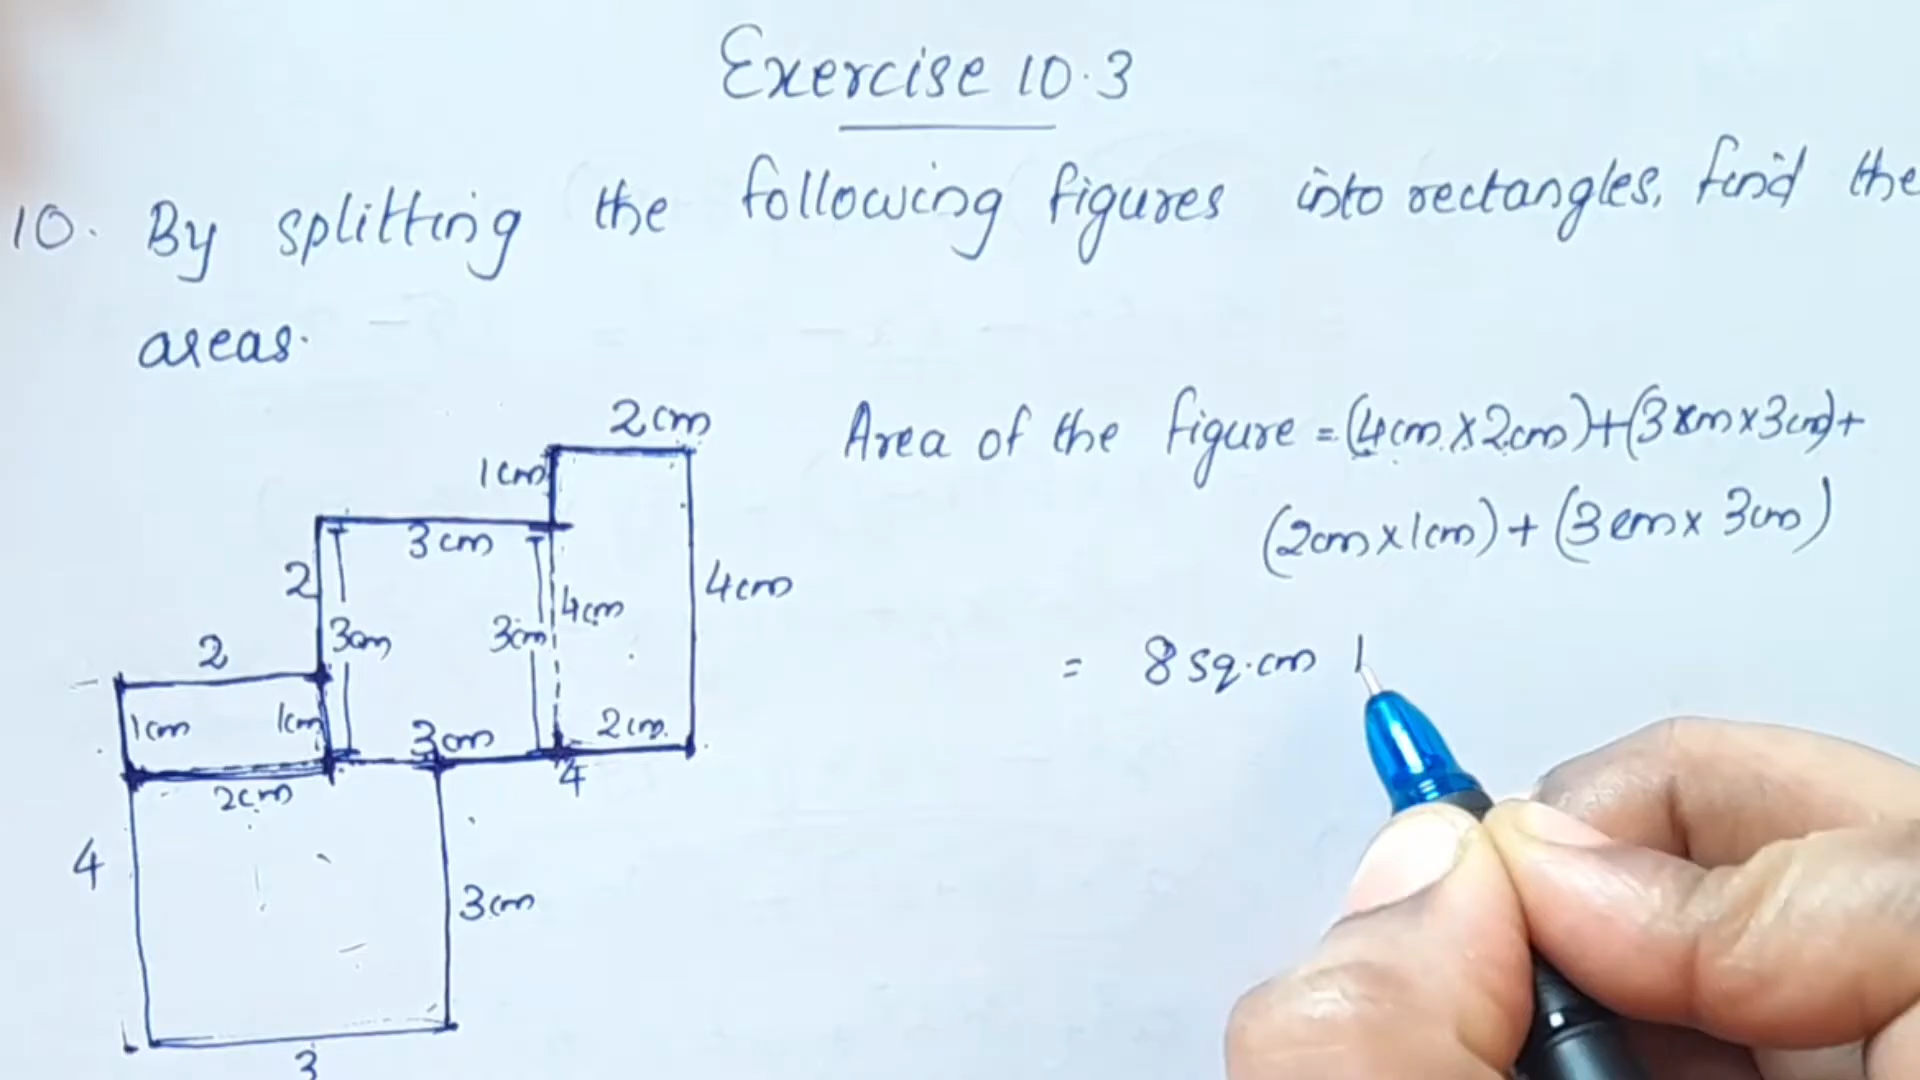 Exercise 10.3
10. By splitting the following figures into rectangles, find the
areas.
2cm
Area of the figure = (4cm x 2cm) + (3cm x 3cm) +
1cm
3cm
(2cm x 1cm) + (3cm x 3cm)
2
4cm
4cm
3cm
3cm
2
= 8 sq.cm
1cm
1cm
3cm
2cm
2cm
4
4
3cm
3